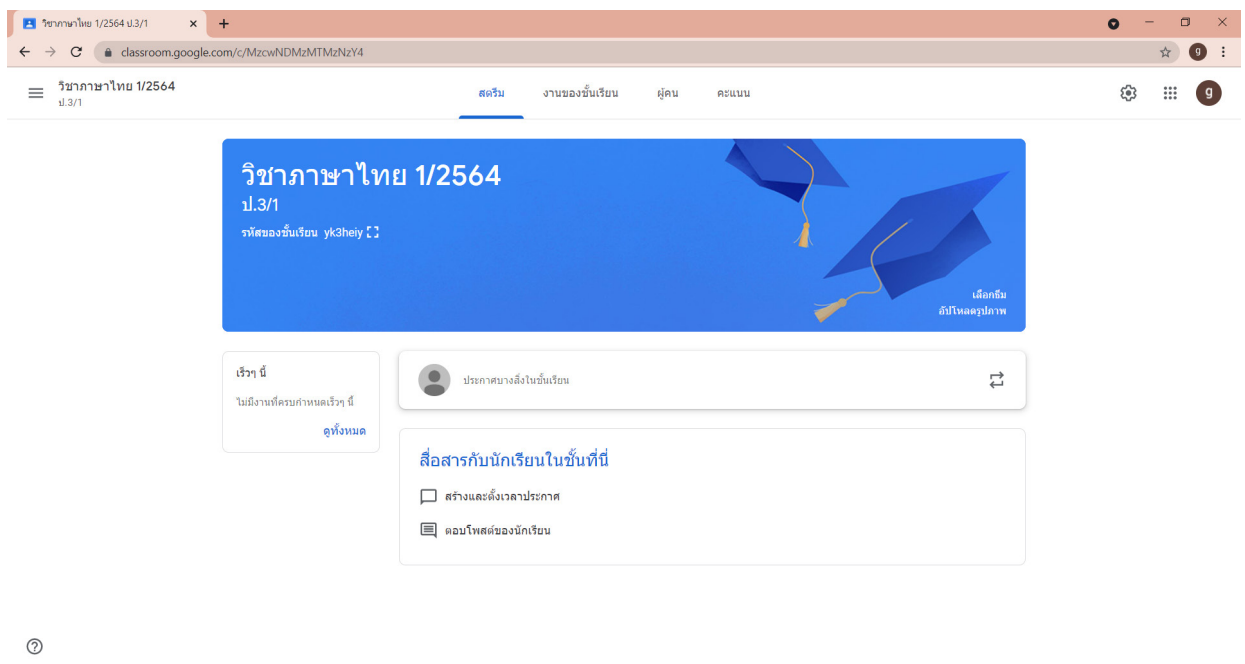 วิชาภาษาไทย 1/2564 ป.3/1
classroom.google.com/c/MzcwNDMzMTMzNzY4
g
วิชาภาษาไทย 1/2564
ป.3/1
สตรีม
งานของชั้นเรียน
ผู้คน
คะแนน
g
วิชาภาษาไทย 1/2564
ป.3/1
รหัสของชั้นเรียน yk3heiy
เลือกธีม
อัปโหลดรูปภาพ
เร็วๆ นี้
ไม่มีงานที่ครบกำหนดเร็วๆ นี้
ดูทั้งหมด
ประกาศบางสิ่งในชั้นเรียน
สื่อสารกับนักเรียนในชั้นที่นี่
สร้างและตั้งเวลาประกาศ
ตอบโพสต์ของนักเรียน